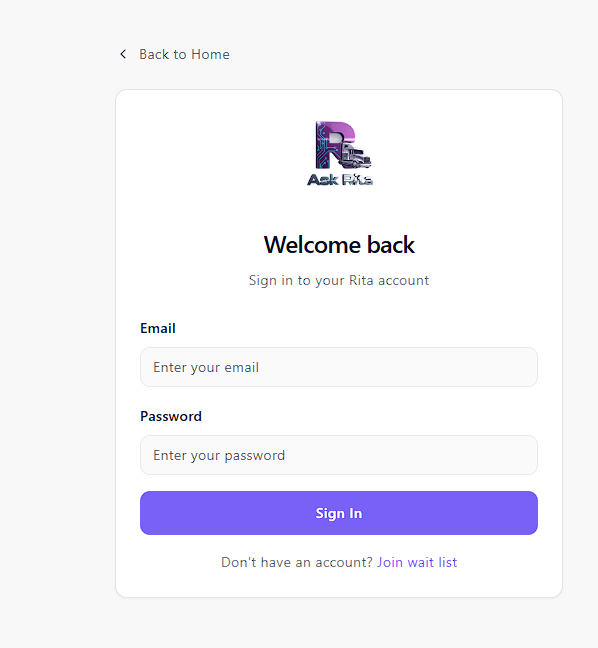 Back to Home
Ask Rita
Welcome back
Sign in to your Rita account
Email
Enter your email
Password
Enter your password
Sign In
Don't have an account? Join wait list